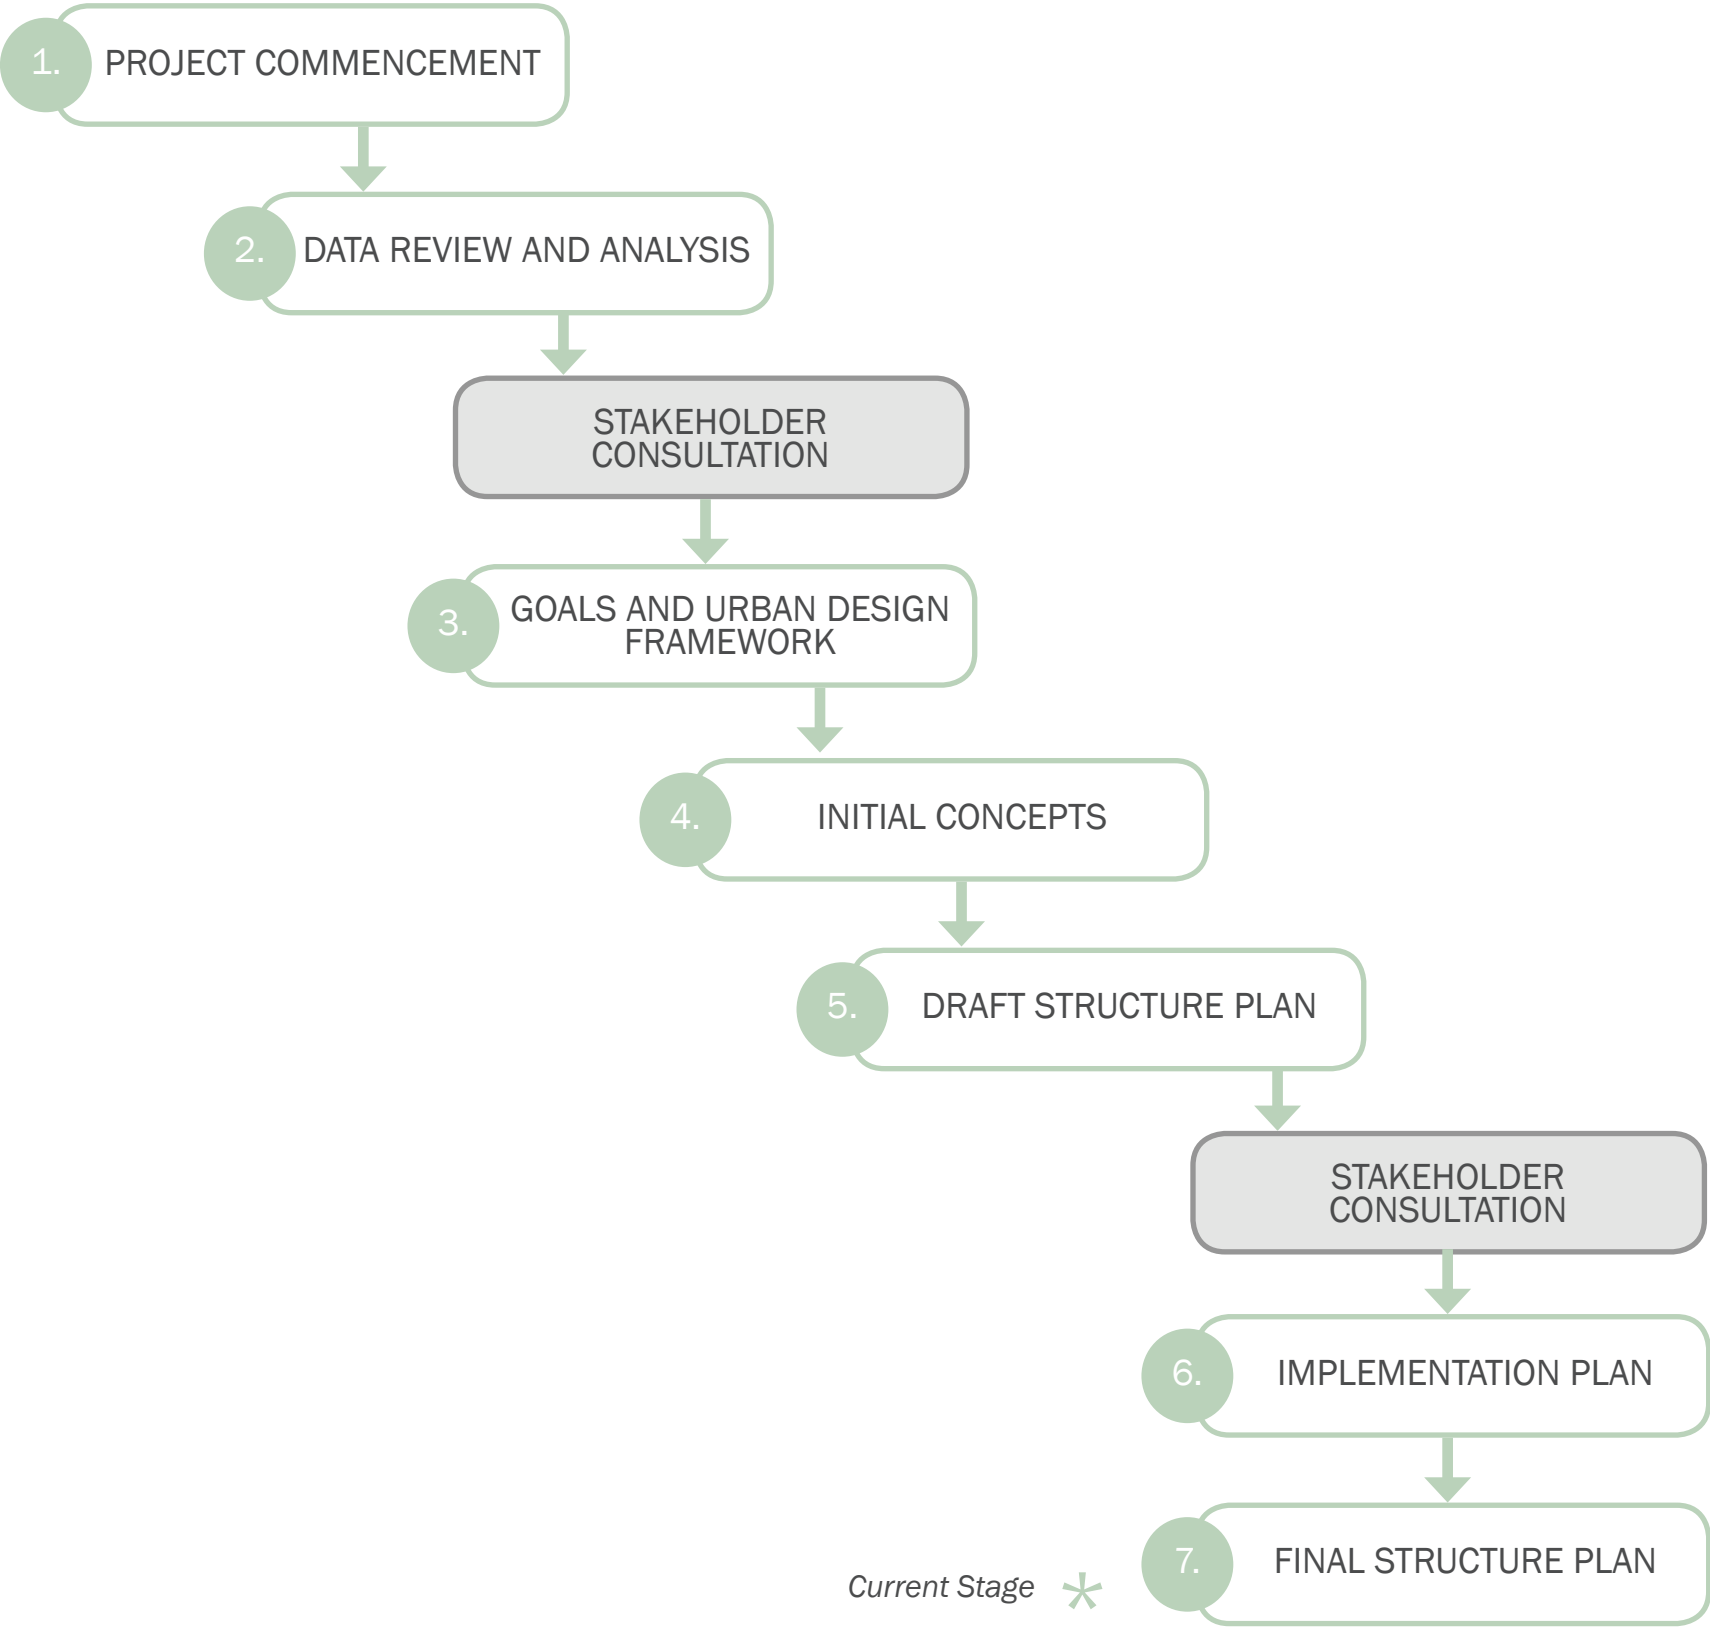 1. PROJECT COMMENCEMENT
2. DATA REVIEW AND ANALYSIS
STAKEHOLDER
CONSULTATION
3. GOALS AND URBAN DESIGN
FRAMEWORK
4. INITIAL CONCEPTS
5. DRAFT STRUCTURE PLAN
STAKEHOLDER
CONSULTATION
6. IMPLEMENTATION PLAN
7. FINAL STRUCTURE PLAN
Current Stage *